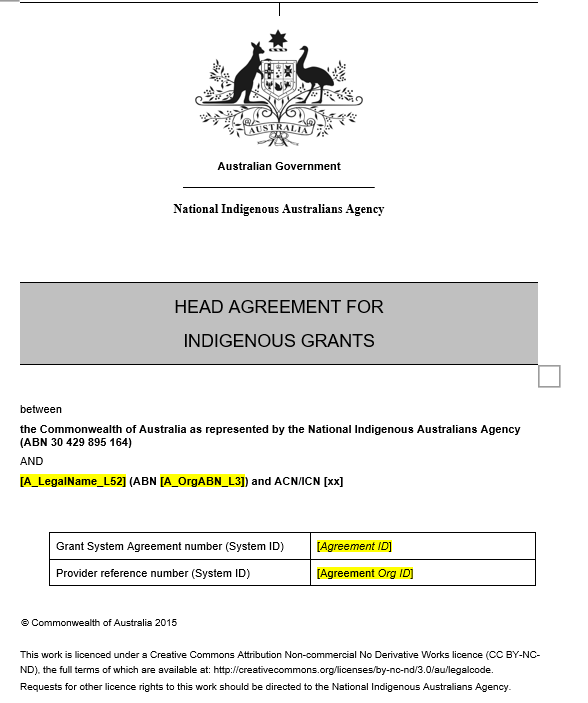 AUSTRALIA
Australian Government
National Indigenous Australians Agency
HEAD AGREEMENT FOR
INDIGENOUS GRANTS
between
the Commonwealth of Australia as represented by the National Indigenous Australians Agency
(ABN 30 429 895 164)
AND
[A_LegalName_L52] (ABN [A_OrgABN_L3]) and ACN/ICN [xx]
Grant System Agreement number (System ID) [Agreement ID]
Provider reference number (System ID) [Agreement Org ID]
© Commonwealth of Australia 2015
This work is licenced under a Creative Commons Attribution Non-commercial No Derivative Works licence (CC BY-NC-
ND), the full terms of which are available at: http://creativecommons.org/licenses/by-nc-nd/3.0/au/legalcode.
Requests for other licence rights to this work should be directed to the National Indigenous Australians Agency.